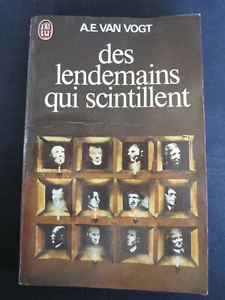 J'AI LU
A.E. VAN VOGT
des
lendemains
qui scintillent